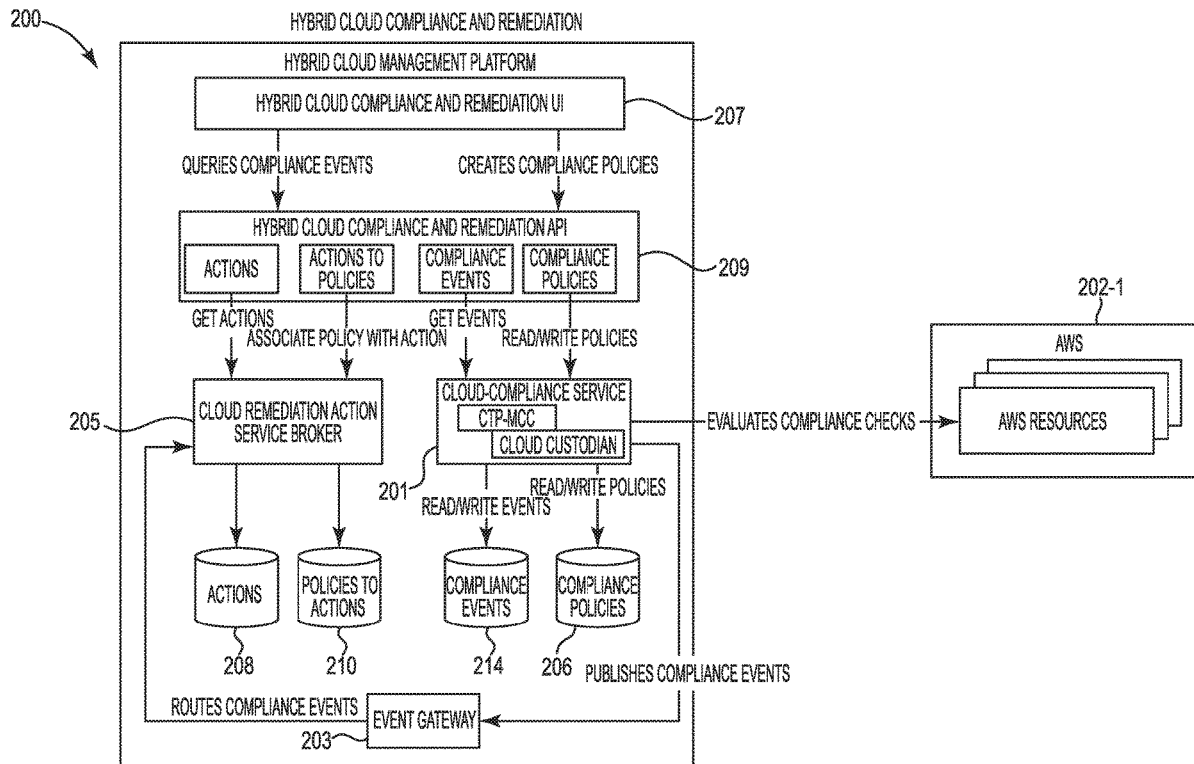 200
HYBRID CLOUD COMPLIANCE AND REMEDIATION
HYBRID CLOUD MANAGEMENT PLATFORM
HYBRID CLOUD COMPLIANCE AND REMEDIATION UI
207
QUERIES COMPLIANCE EVENTS
CREATES COMPLIANCE POLICIES
HYBRID CLOUD COMPLIANCE AND REMEDIATION API
ACTIONS
ACTIONS TO
POLICIES
COMPLIANCE
EVENTS
COMPLIANCE
POLICIES
209
GET ACTIONS
ASSOCIATE POLICY WITH ACTION
GET EVENTS
READ/WRITE POLICIES
202-1
AWS
AWS RESOURCES
205
CLOUD REMEDIATION ACTION
SERVICE BROKER
CLOUD-COMPLIANCE SERVICE
CTP-MCC
CLOUD CUSTODIAN
201
EVALUATES COMPLIANCE CHECKS
READ/WRITE EVENTS
READ/WRITE POLICIES
ACTIONS
POLICIES TO
ACTIONS
COMPLIANCE
EVENTS
COMPLIANCE
POLICIES
208
210
214
206
PUBLISHES COMPLIANCE EVENTS
ROUTES COMPLIANCE EVENTS
EVENT GATEWAY
203